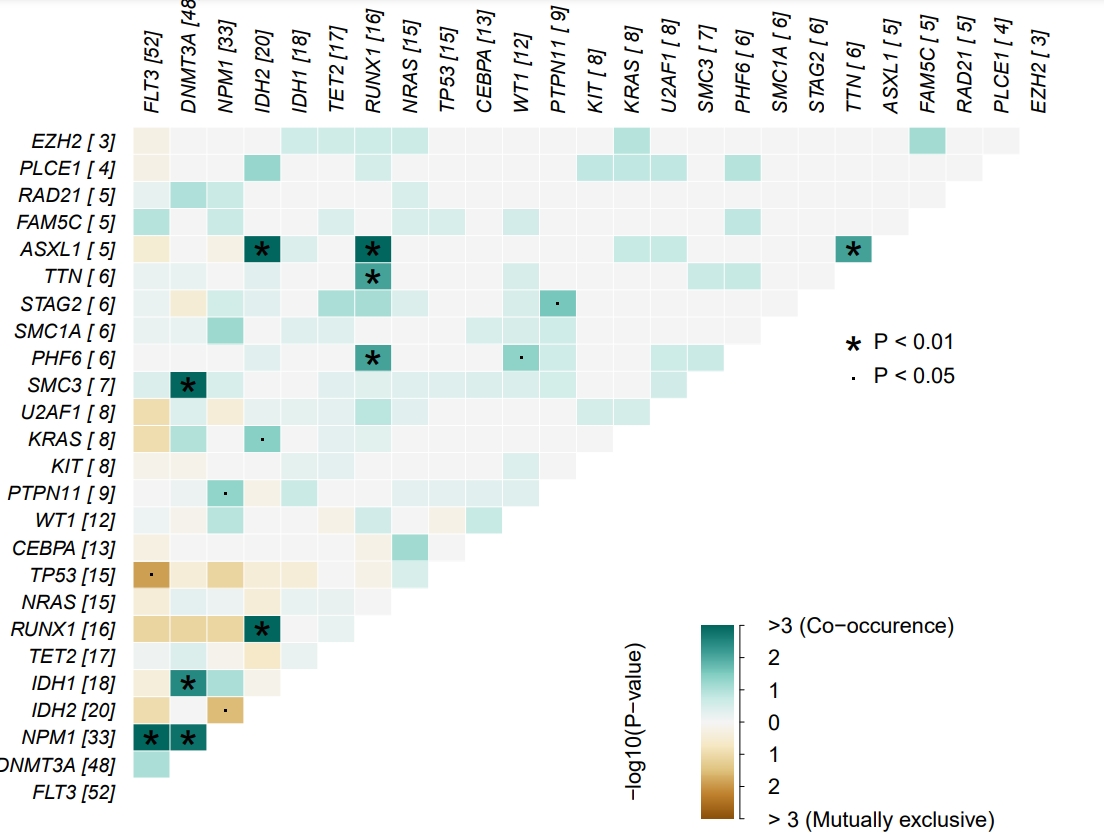 FLT3 [52]
DNMT3A [48
NPM1 [33]
IDH2 [20]
IDH1 [18]
TET2 [17]
RUNX1 [16]
NRAS [15]
TP53 [15]
CEBPA [13]
WT1 [12]
PTPN11 [ 9]
KIT [ 8]
KRAS [ 8]
U2AF1 [ 8]
SMC3 [ 7]
PHF6 [ 6]
SMC1A [ 6]
STAG2 [ 6]
TTN [ 6]
ASXL1 [ 5]
FAM5C [ 5]
RAD21 [ 5]
PLCE1 [ 4]
EZH2 [ 3]
EZH2 [ 3]
PLCE1 [ 4]
RAD21 [ 5]
FAM5C [ 5]
ASXL1 [ 5]
TTN [ 6]
STAG2 [ 6]
SMC1A [ 6]
PHF6 [ 6]
SMC3 [ 7]
U2AF1 [ 8]
KRAS [ 8]
KIT [ 8]
PTPN11 [ 9]
WT1 [12]
CEBPA [13]
TP53 [15]
NRAS [15]
RUNX1 [16]
TET2 [17]
IDH1 [18]
IDH2 [20]
NPM1 [33]
DNMT3A [48]
FLT3 [52]
* P < 0.01
· P < 0.05
−log10(P−value)
>3 (Co−occurence)
2
1
0
1
2
> 3 (Mutually exclusive)